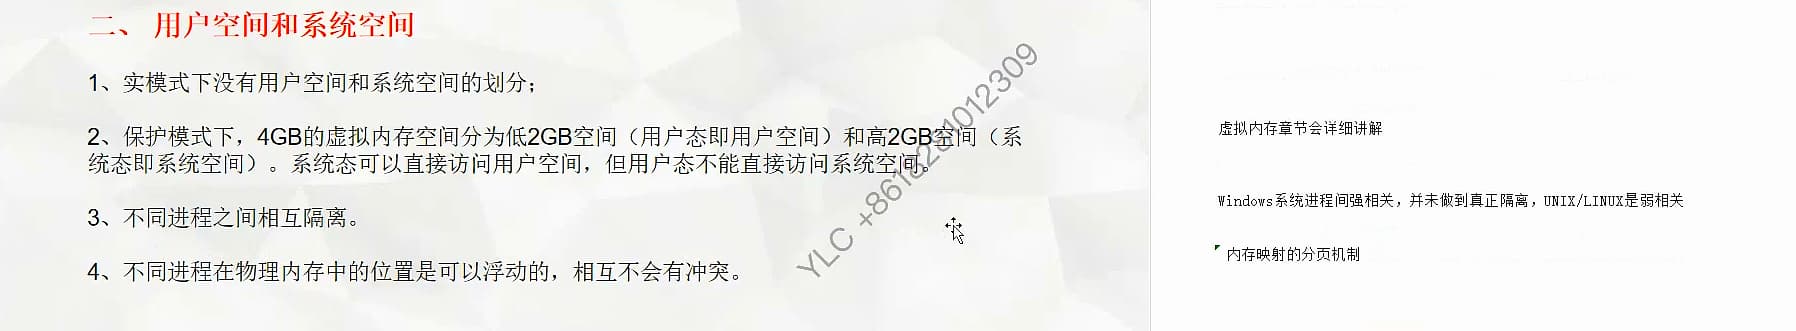 二、 用户空间和系统空间
1、实模式下没有用户空间和系统空间的划分；
2、保护模式下，4GB的虚拟内存空间分为低2GB空间（用户态即用户空间）和高2GB空间（系
统态即系统空间）。系统态可以直接访问用户空间，但用户态不能直接访问系统空间。
3、不同进程之间相互隔离。
4、不同进程在物理内存中的位置是可以浮动的，相互不会有冲突。
YLC +8618823101012309
虚拟内存章节会详细讲解
Windows系统进程间强相关，并未做到真正隔离，UNIX/LINUX是弱相关
内存映射的分页机制